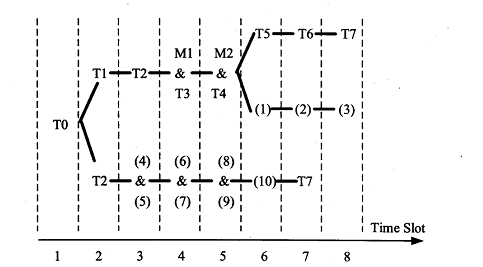 T5 T6 T7
M1 M2
T1 T2 & &
T3 T4
(1) (2) (3)
T0
(4) (6) (8)
T2 & & & (10) T7
(5) (7) (9)
Time Slot
1 2 3 4 5 6 7 8